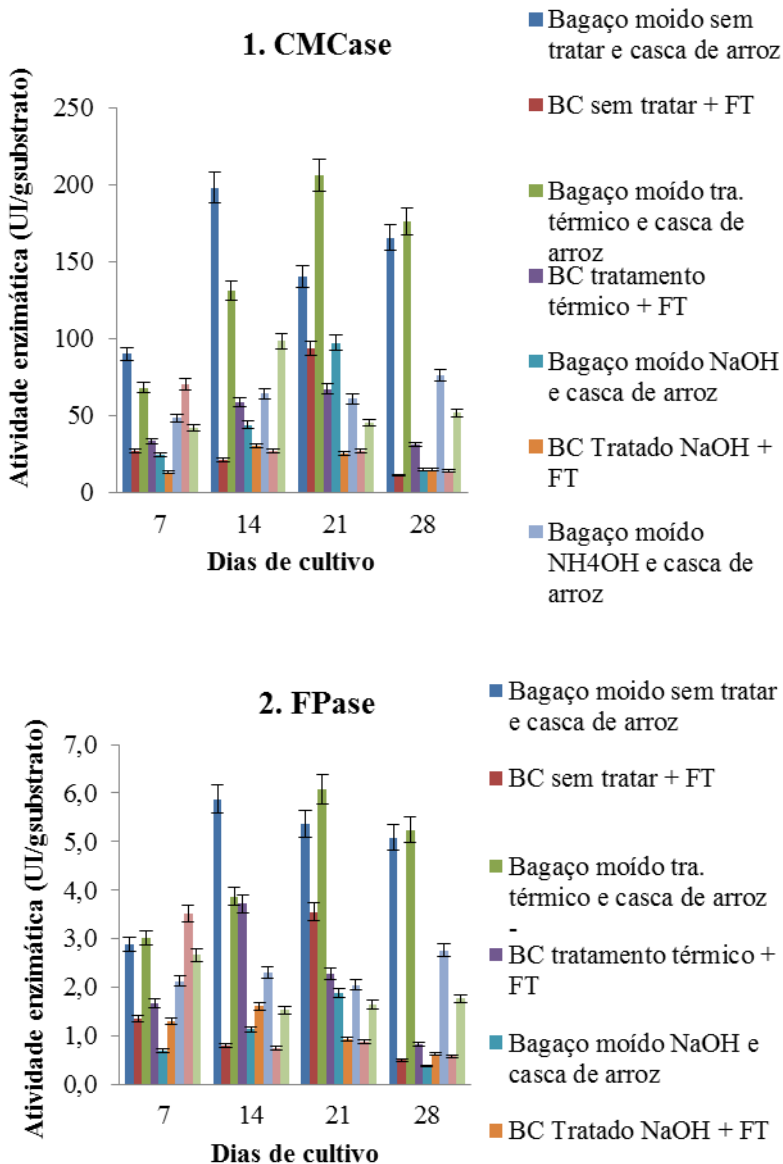 1. CMCase
Atividade enzimática (UI/gsubstrato)
250
200
150
100
50
0
7 14 21 28
Dias de cultivo
Bagaço moido sem
tratar e casca de arroz
BC sem tratar + FT
Bagaço moído tra.
térmico e casca de
arroz
BC tratamento
térmico + FT
Bagaço moído NaOH
e casca de arroz
BC Tratado NaOH +
FT
Bagaço moído
NH4OH e casca de
arroz
2. FPase
Atividade enzimática (UI/gsubstrato)
7,0
6,0
5,0
4,0
3,0
2,0
1,0
0,0
7 14 21 28
Dias de cultivo
Bagaço moido sem tratar
e casca de arroz
BC sem tratar + FT
Bagaço moído tra.
térmico e casca de arroz
-
BC tratamento térmico +
FT
Bagaço moído NaOH e
casca de arroz
BC Tratado NaOH + FT